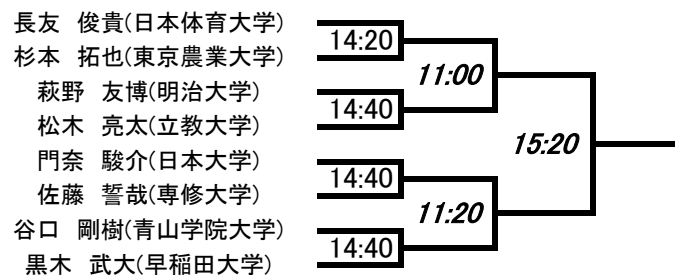 長友 俊貴(日本体育大学)
14:20
杉本 拓也(東京農業大学)
11:00
萩野 友博(明治大学)
14:40
松木 亮太(立教大学)
15:20
門奈 駿介(日本大学)
14:40
佐藤 誓哉(専修大学)
11:20
谷口 剛樹(青山学院大学)
14:40
黒木 武大(早稲田大学)